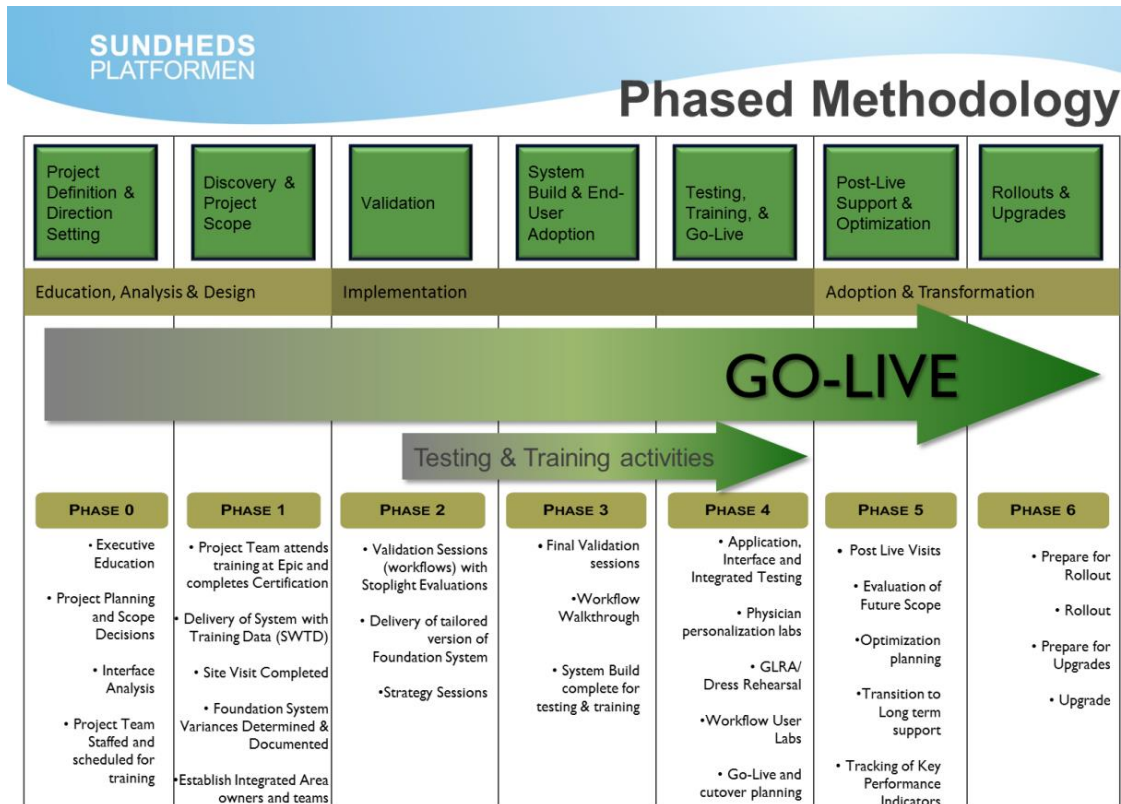 SUNDHEDS
PLATFORMEN
Phased Methodology
Project
Definition &
Direction
Setting
Discovery &
Project
Scope
Validation
System
Build & End-
User
Adoption
Testing,
Training, &
Go-Live
Post-Live
Support &
Optimization
Rollouts &
Upgrades
Education, Analysis & Design
Implementation
Adoption & Transformation
GO-LIVE
Testing & Training activities
PHASE 0
• Executive
Education
• Project Planning
and Scope
Decisions
• Interface
Analysis
• Project Team
Staffed and
scheduled for
training
PHASE 1
• Project Team attends
training at Epic and
completes Certification
• Delivery of System with
Training Data (SWTD)
• Site Visit Completed
• Foundation System
Variances Determined &
Documented
•Establish Integrated Area
owners and teams
PHASE 2
• Validation Sessions
(workflows) with
Stoplight Evaluations
• Delivery of tailored
version of
Foundation System
•Strategy Sessions
PHASE 3
• Final Validation
sessions
•Workflow
Walkthrough
• System Build
complete for
testing & training
PHASE 4
• Application,
Interface and
Integrated Testing
• Physician
personalization labs
• GLRA/
Dress Rehearsal
•Workflow User
Labs
• Go-Live and
cutover planning
PHASE 5
• Post Live Visits
• Evaluation of
Future Scope
•Optimization
planning
•Transition to
Long term
support
• Tracking of Key
Performance
Indicators
PHASE 6
• Prepare for
Rollout
• Rollout
• Prepare for
Upgrades
• Upgrade